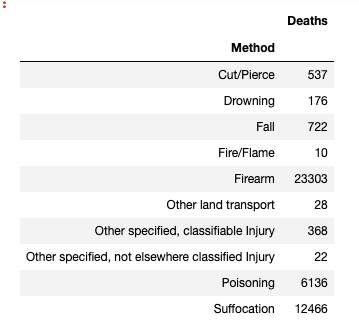 Deaths
Method
Cut/Pierce 537
Drowning 176
Fall 722
Fire/Flame 10
Firearm 23303
Other land transport 28
Other specified, classifiable Injury 368
Other specified, not elsewhere classified Injury 22
Poisoning 6136
Suffocation 12466